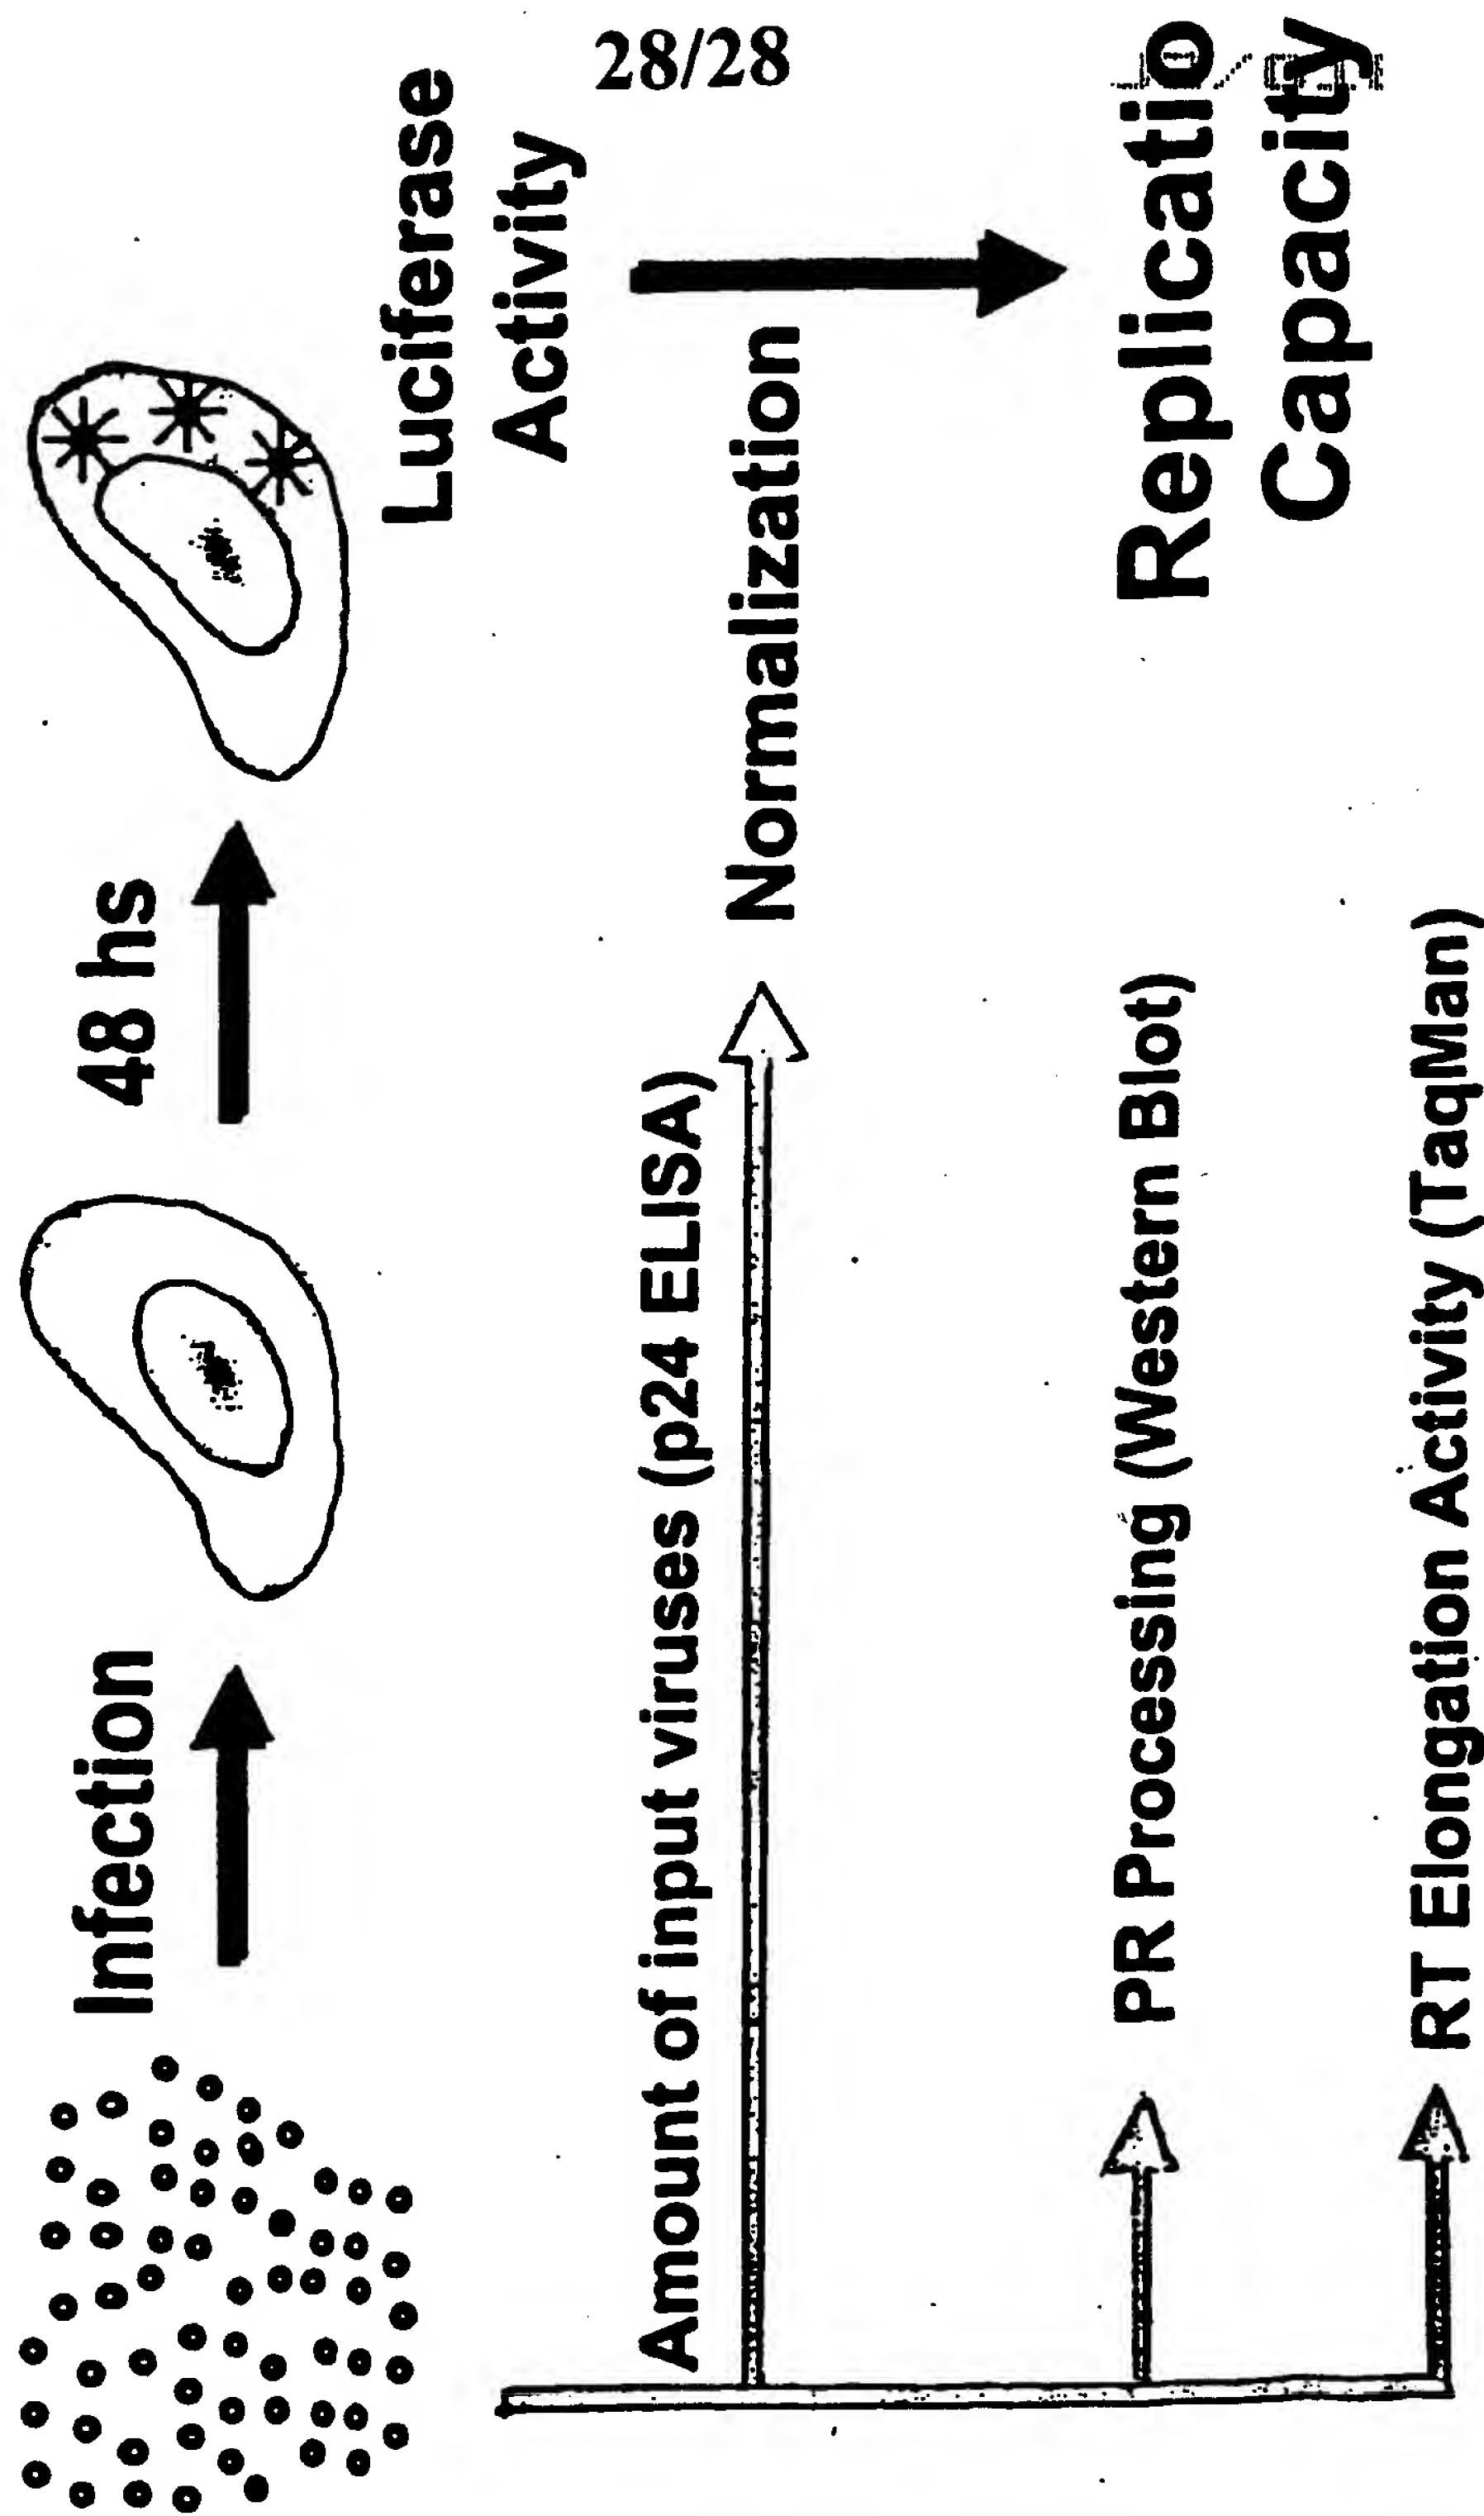 28/28
Infection
48 hs
Luciferase
Activity
Amount of input viruses (p24 ELISA)
Normalization
PR Processing (Western Blot)
Replicatio
Capacity
RT Elongation Activity (TaqMan)